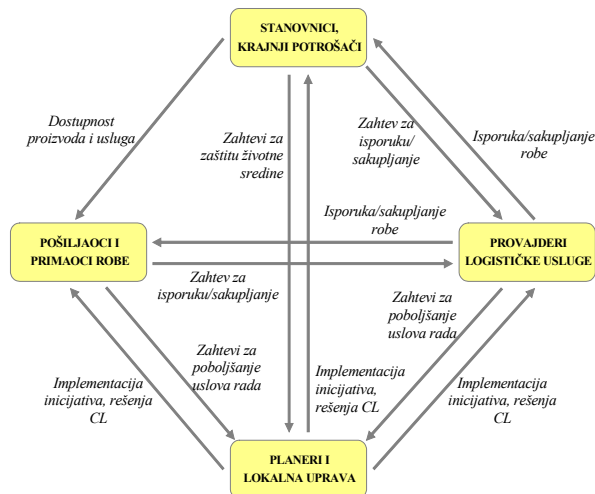 STANOVNICI,
KRAJNJI POTROŠAČI
Dostupnost
proizvoda i usluga
Zahtevi za
zaštitu životne
sredine
Zahtev za
isporuku/
sakupljanje
Isporuka/sakupljanje
robe
Isporuka/sakupljanje
robe
POŠILJAOCI I
PRIMAOCI ROBE
PROVAJDERI
LOGISTIČKE USLUGE
Zahtev za
isporuku/sakupljanje
Zahtevi za
poboljšanje
uslova rada
Zahtevi za
poboljšanje
uslova rada
Implementacija
inicijativa, rešenja
CL
Implementacija
inicijativa,
rešenja CL
Implementacija
inicijativa, rešenja
CL
PLANERI I
LOKALNA UPRAVA